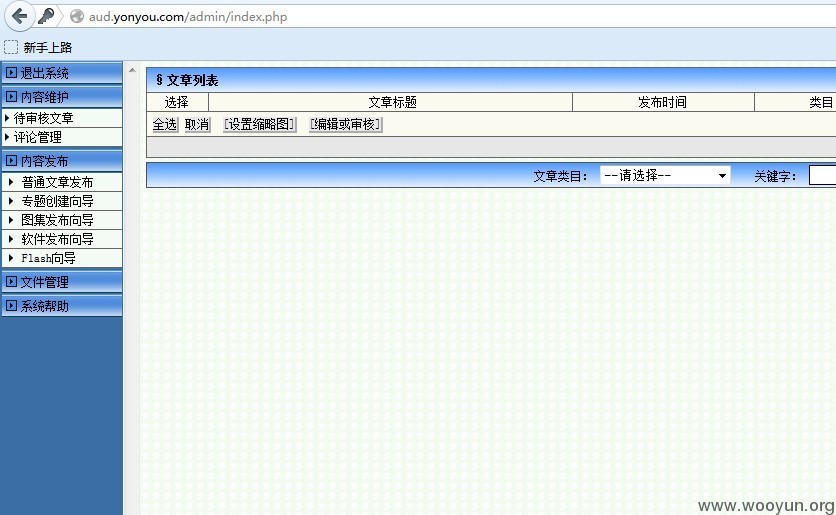 aud.yonyou.com/admin/index.php
新手上路
退出系统
内容维护
待审核文章
评论管理
内容发布
普通文章发布
专题创建向导
图集发布向导
软件发布向导
Flash向导
文件管理
系统帮助
§ 文章列表
选择 文章标题 发布时间 类目
全选 取消 [设置缩略图] [编辑或审核]
文章类目: --请选择-- 关键字:
www.wooyun.org